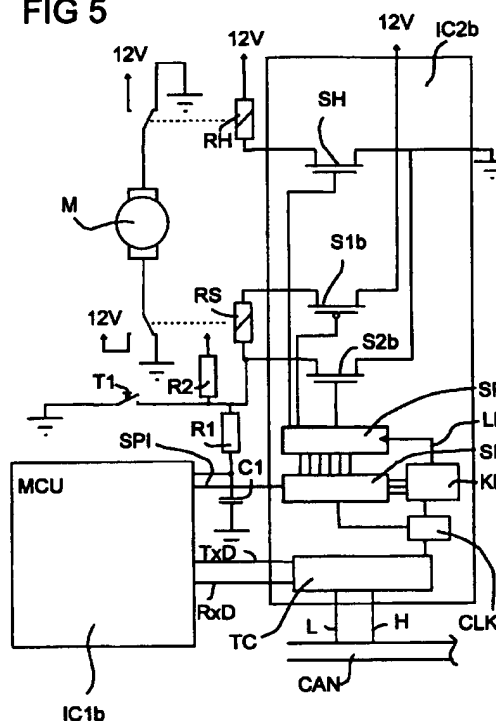 FIG 5
12V
12V
12V
IC2b
SH
RH
M
S1b
RS
12V
S2b
T1
R2
R1
SPI
C1
MCU
TxD
RxD
TC
L
H
CLK
CAN
IC1b